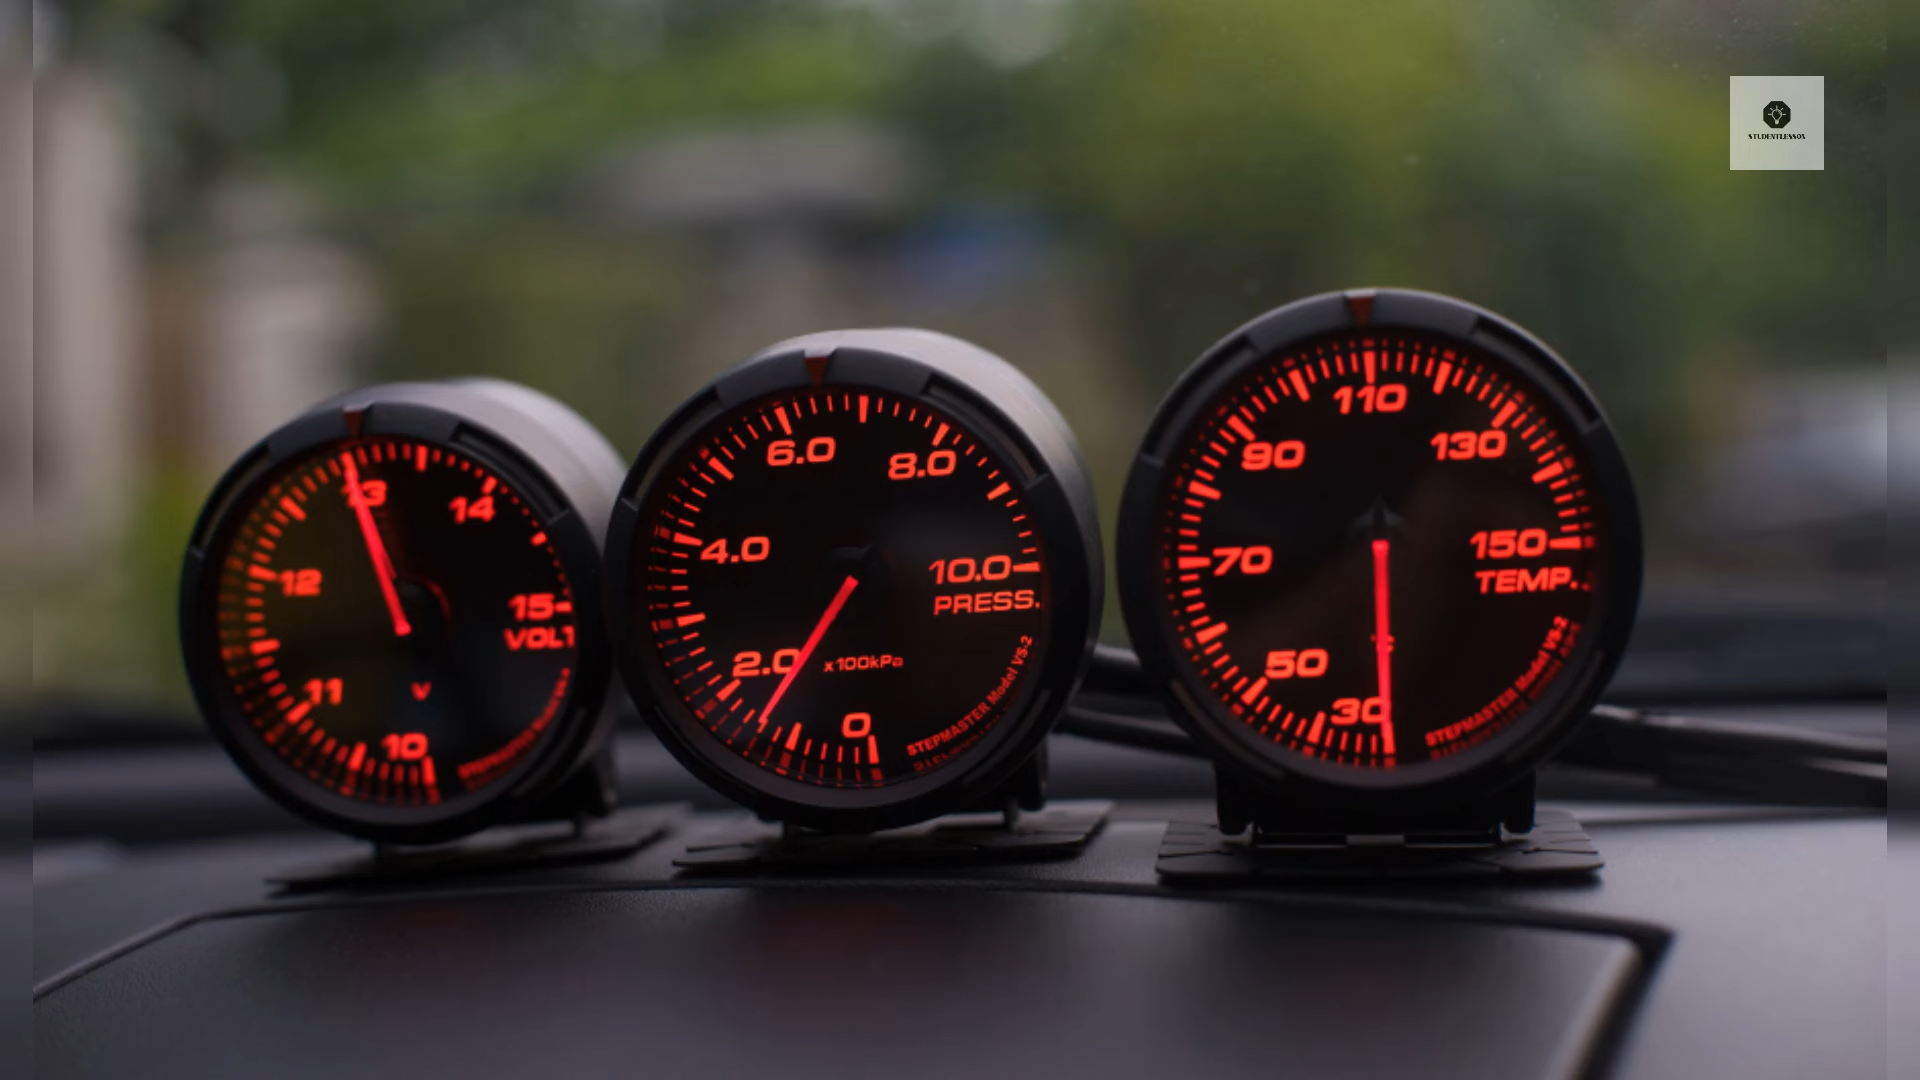 STUDENTLESSON
13
14
12
15
VOLT
11
V
10
6.0
8.0
4.0
10.0
PRESS.
2.0
x100kPa
0
STEPMASTER Model VS-2
110
90
130
70
150
TEMP.
50
30
STEPMASTER Model VS-2